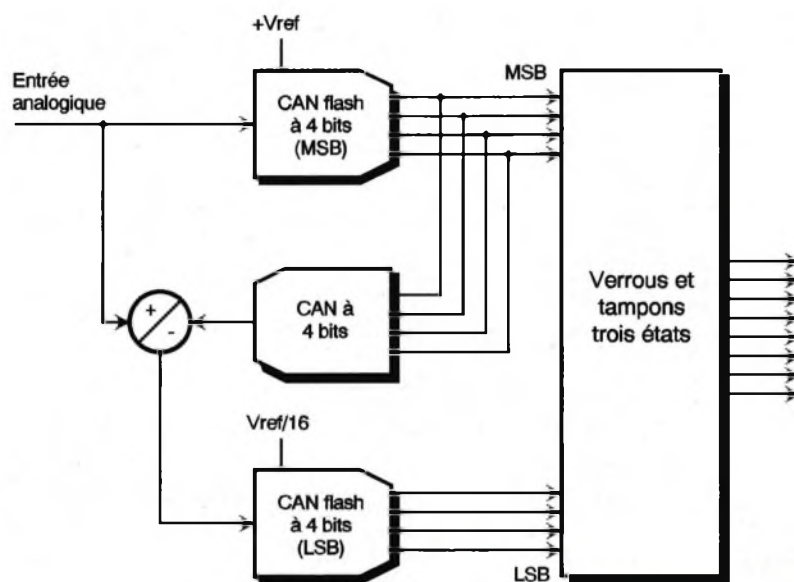 +Vref
MSB
Entrée
analogique
CAN flash
à 4 bits
(MSB)
CAN à
4 bits
+
-
Verrous et
tampons
trois états
Vref/16
CAN flash
à 4 bits
(LSB)
LSB